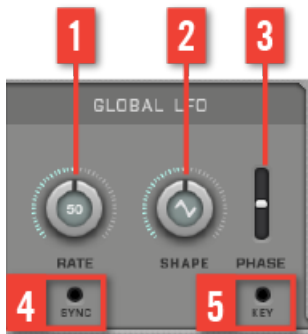 1 2 3
GLOBAL LFO
50
RATE SHAPE PHASE
4 SYNC 5 KEY